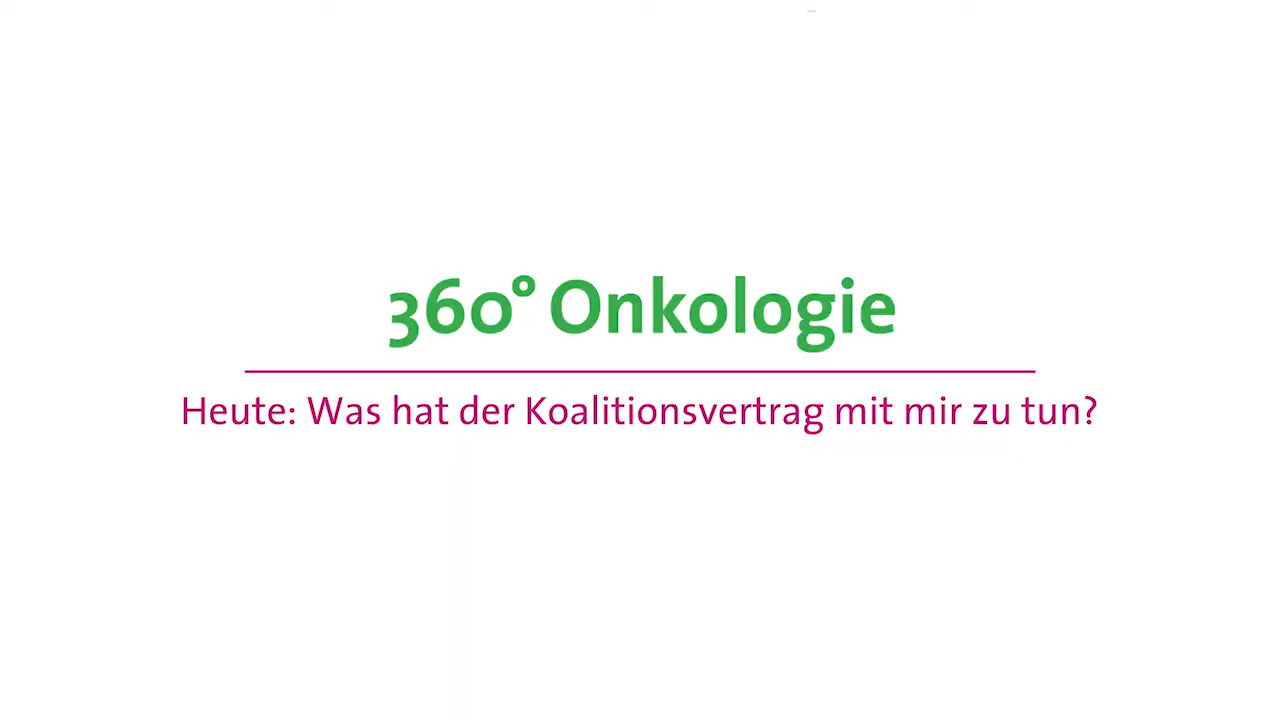 360° Onkologie
Heute: Was hat der Koalitionsvertrag mit mir zu tun?